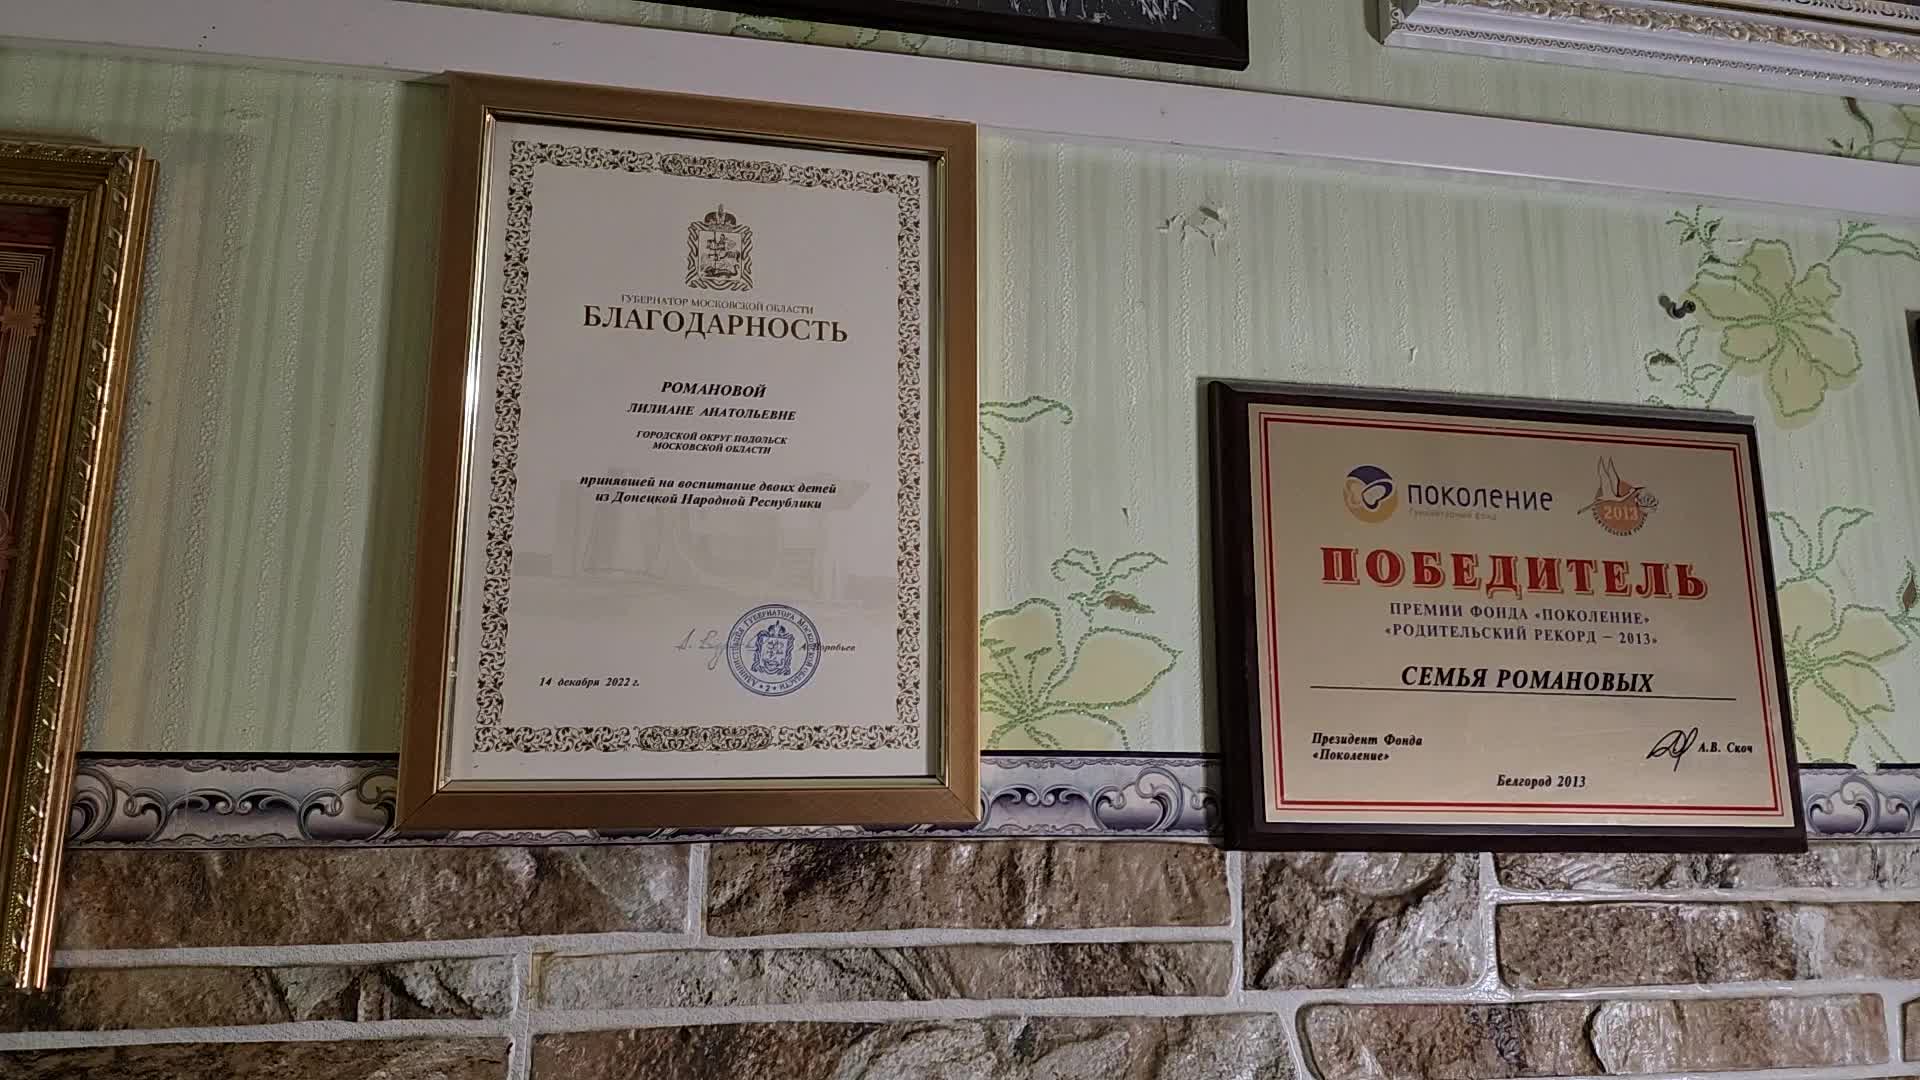 ГУБЕРНАТОР МОСКОВСКОЙ ОБЛАСТИ
БЛАГОДАРНОСТЬ
РОМАНОВОЙ
ЛИЛИАНЕ АНАТОЛЬЕВНЕ
ГОРОДСКОЙ ОКРУГ ПОДОЛЬСК
МОСКОВСКОЙ ОБЛАСТИ
принявшей на воспитание двоих детей
из Донецкой Народной Республики
14 декабря 2022 г.
поколение
Гуманитарный фонд
2013
ПОБЕДИТЕЛЬ
ПРЕМИИ ФОНДА «ПОКОЛЕНИЕ»
«РОДИТЕЛЬСКИЙ РЕКОРД – 2013»
СЕМЬЯ РОМАНОВЫХ
Президент Фонда
«Поколение»
А.В. Скоч
Белгород 2013